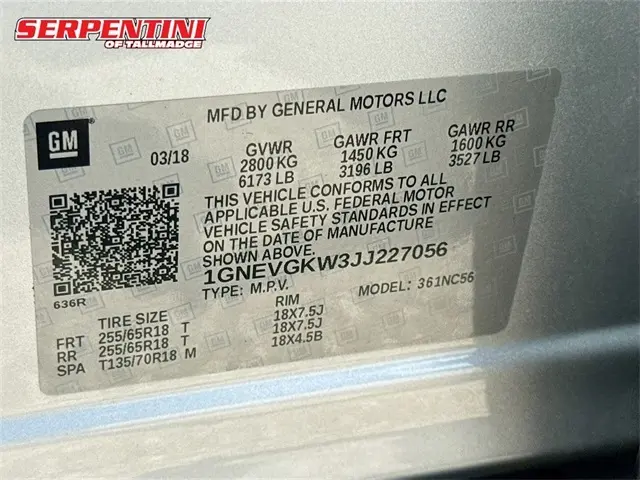 SERPENTINI
OF TALLMADGE
MFD BY GENERAL MOTORS LLC
GM
03/18 GVWR GAWR FRT GAWR RR
2800 KG 1450 KG 1600 KG
6173 LB 3196 LB 3527 LB
THIS VEHICLE CONFORMS TO ALL
APPLICABLE U.S. FEDERAL MOTOR
VEHICLE SAFETY STANDARDS IN EFFECT
ON THE DATE OF MANUFACTURE
1GNEVGKW3JJ227056
TYPE: M.P.V. MODEL: 361NC56
636R
TIRE SIZE RIM
FRT 255/65R18 T 18X7.5J
RR 255/65R18 T 18X7.5J
SPA T135/70R18 M 18X4.5B